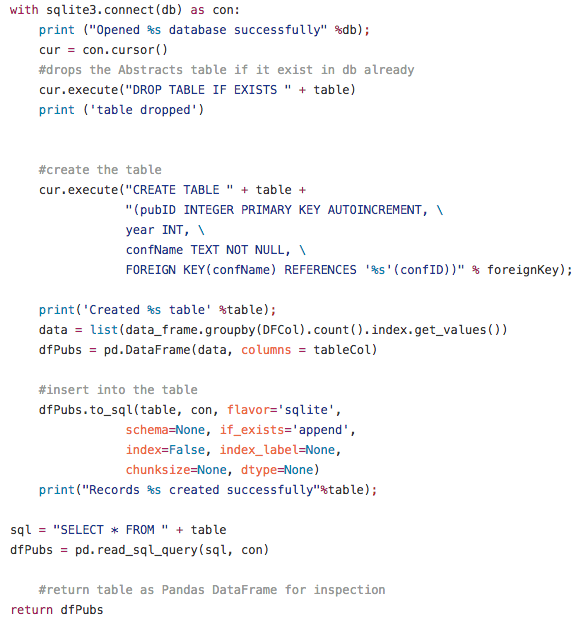 with sqlite3.connect(db) as con:
    print ("Opened %s database successfully" %db);
    cur = con.cursor()
    #drops the Abstracts table if it exist in db already
    cur.execute("DROP TABLE IF EXISTS " + table)
    print ('table dropped')

    #create the table
    cur.execute("CREATE TABLE " + table +
                "(pubID INTEGER PRIMARY KEY AUTOINCREMENT, \
                year INT, \
                confName TEXT NOT NULL, \
                FOREIGN KEY(confName) REFERENCES '%s'(confID))" % foreignKey);

    print('Created %s table' %table);
    data = list(data_frame.groupby(DFCol).count().index.get_values())
    dfPubs = pd.DataFrame(data, columns = tableCol)

    #insert into the table
    dfPubs.to_sql(table, con, flavor='sqlite',
                schema=None, if_exists='append',
                index=False, index_label=None,
                chunksize=None, dtype=None)
    print("Records %s created successfully"%table);

sql = "SELECT * FROM " + table
dfPubs = pd.read_sql_query(sql, con)

    #return table as Pandas DataFrame for inspection
return dfPubs